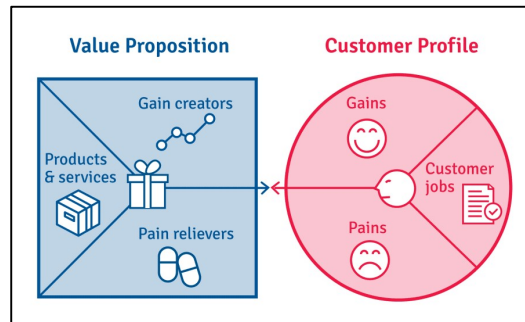 Value Proposition
Customer Profile
Gain creators
Products
& services
Pain relievers
Gains
Customer
jobs
Pains